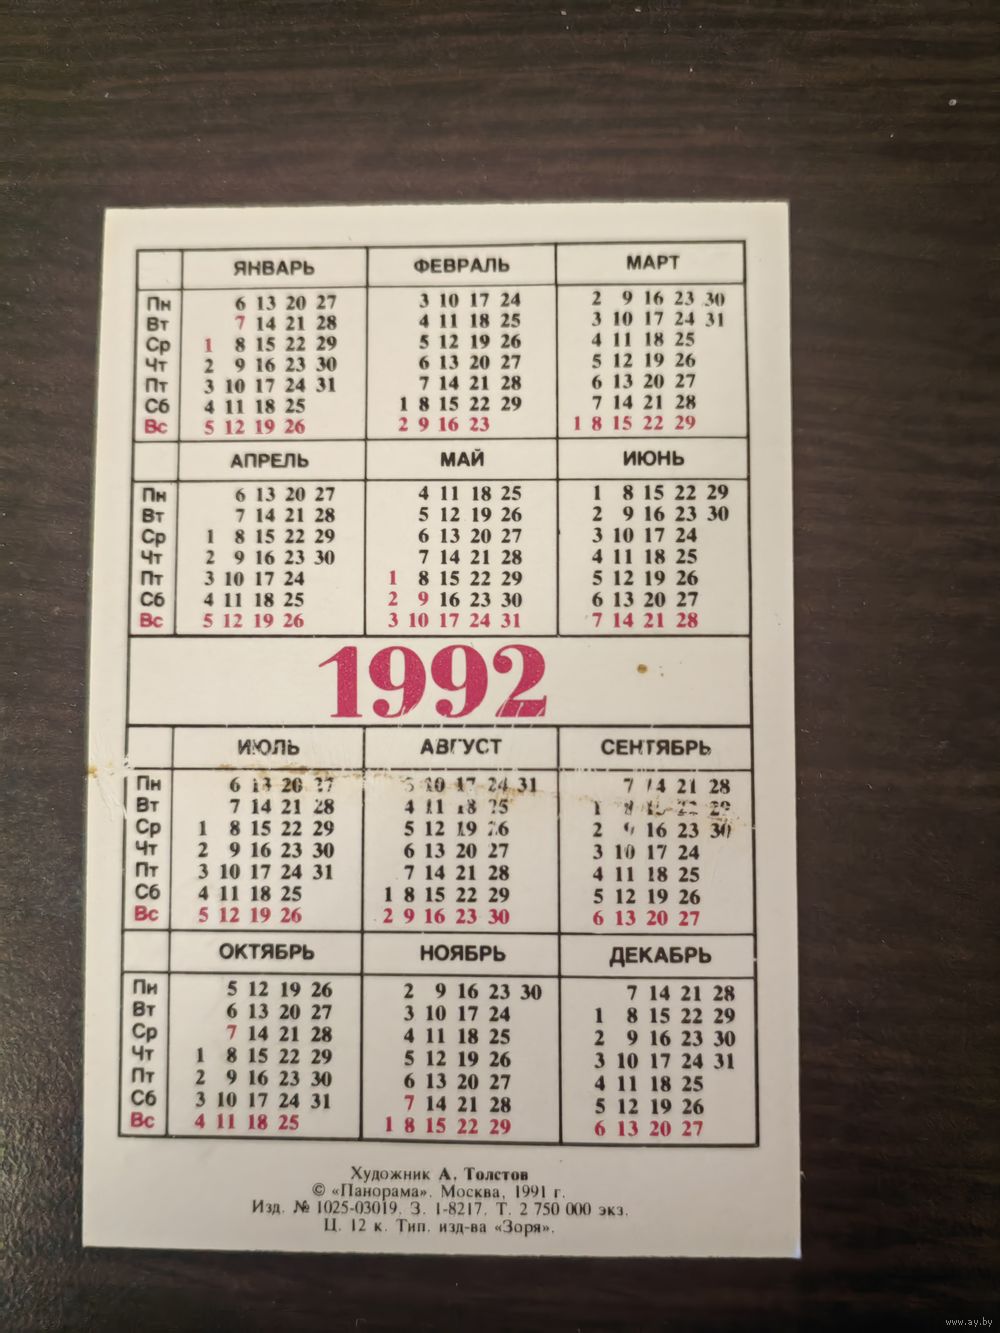 ЯНВАРЬ ФЕВРАЛЬ МАРТ
Пн 6 13 20 27 3 10 17 24 2 9 16 23 30
Вт 7 14 21 28 4 11 18 25 3 10 17 24 31
Ср 1 8 15 22 29 5 12 19 26 4 11 18 25
Чт 2 9 16 23 30 6 13 20 27 5 12 19 26
Пт 3 10 17 24 31 7 14 21 28 6 13 20 27
Сб 4 11 18 25 1 8 15 22 29 7 14 21 28
Вс 5 12 19 26 2 9 16 23 1 8 15 22 29
АПРЕЛЬ МАЙ ИЮНЬ
Пн 6 13 20 27 4 11 18 25 1 8 15 22 29
Вт 7 14 21 28 5 12 19 26 2 9 16 23 30
Ср 1 8 15 22 29 6 13 20 27 3 10 17 24
Чт 2 9 16 23 30 7 14 21 28 4 11 18 25
Пт 3 10 17 24 1 8 15 22 29 5 12 19 26
Сб 4 11 18 25 2 9 16 23 30 6 13 20 27
Вс 5 12 19 26 3 10 17 24 31 7 14 21 28
1992
ИЮЛЬ АВГУСТ СЕНТЯБРЬ
Пн 6 13 20 27 3 10 17 24 31 7 14 21 28
Вт 7 14 21 28 4 11 18 25 1 8 15 22 29
Ср 1 8 15 22 29 5 12 19 26 2 9 16 23 30
Чт 2 9 16 23 30 6 13 20 27 3 10 17 24
Пт 3 10 17 24 31 7 14 21 28 4 11 18 25
Сб 4 11 18 25 1 8 15 22 29 5 12 19 26
Вс 5 12 19 26 2 9 16 23 30 6 13 20 27
ОКТЯБРЬ НОЯБРЬ ДЕКАБРЬ
Пн 5 12 19 26 2 9 16 23 30 7 14 21 28
Вт 6 13 20 27 3 10 17 24 1 8 15 22 29
Ср 7 14 21 28 4 11 18 25 2 9 16 23 30
Чт 1 8 15 22 29 5 12 19 26 3 10 17 24 31
Пт 2 9 16 23 30 6 13 20 27 4 11 18 25
Сб 3 10 17 24 31 7 14 21 28 5 12 19 26
Вс 4 11 18 25 1 8 15 22 29 6 13 20 27
Художник А. Толстов
© «Панорама». Москва, 1991 г.
Изд. № 1025-03019. З. 1-8217. Т. 2 750 000 экз.
Ц. 12 к. Тип. изд-ва «Зоря».
www.ay.by